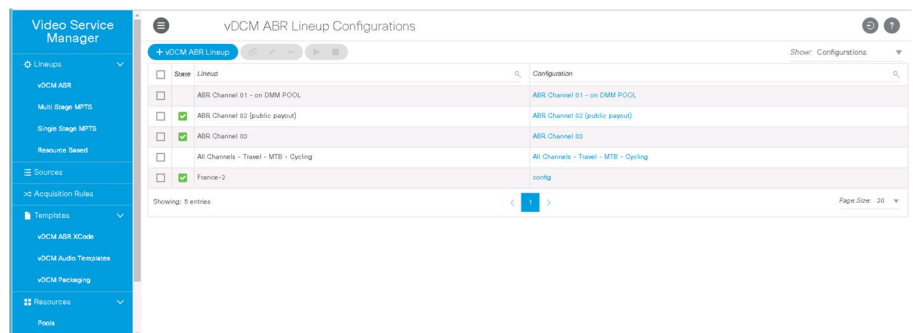 Video Service
Manager
Lineups
vDCM ABR
Multi Stage MPTS
Single Stage MPTS
Resource Based
Sources
Acquisition Rules
Templates
vDCM ABR XCode
vDCM Audio Templates
vDCM Packaging
Resources
Pools
vDCM ABR Lineup Configurations
?
+ vDCM ABR Lineup
Show: Configurations
State Lineup Configuration
ABR Channel 01 - on DMM POOL ABR Channel 01 - on DMM POOL
ABR Channel 02 (public payout) ABR Channel 02 (public payout)
ABR Channel 03 ABR Channel 03
All Channels - Travel - MTB - Cycling All Channels - Travel - MTB - Cycling
France-2 config
Showing: 5 entries < 1 > Page Size: 20